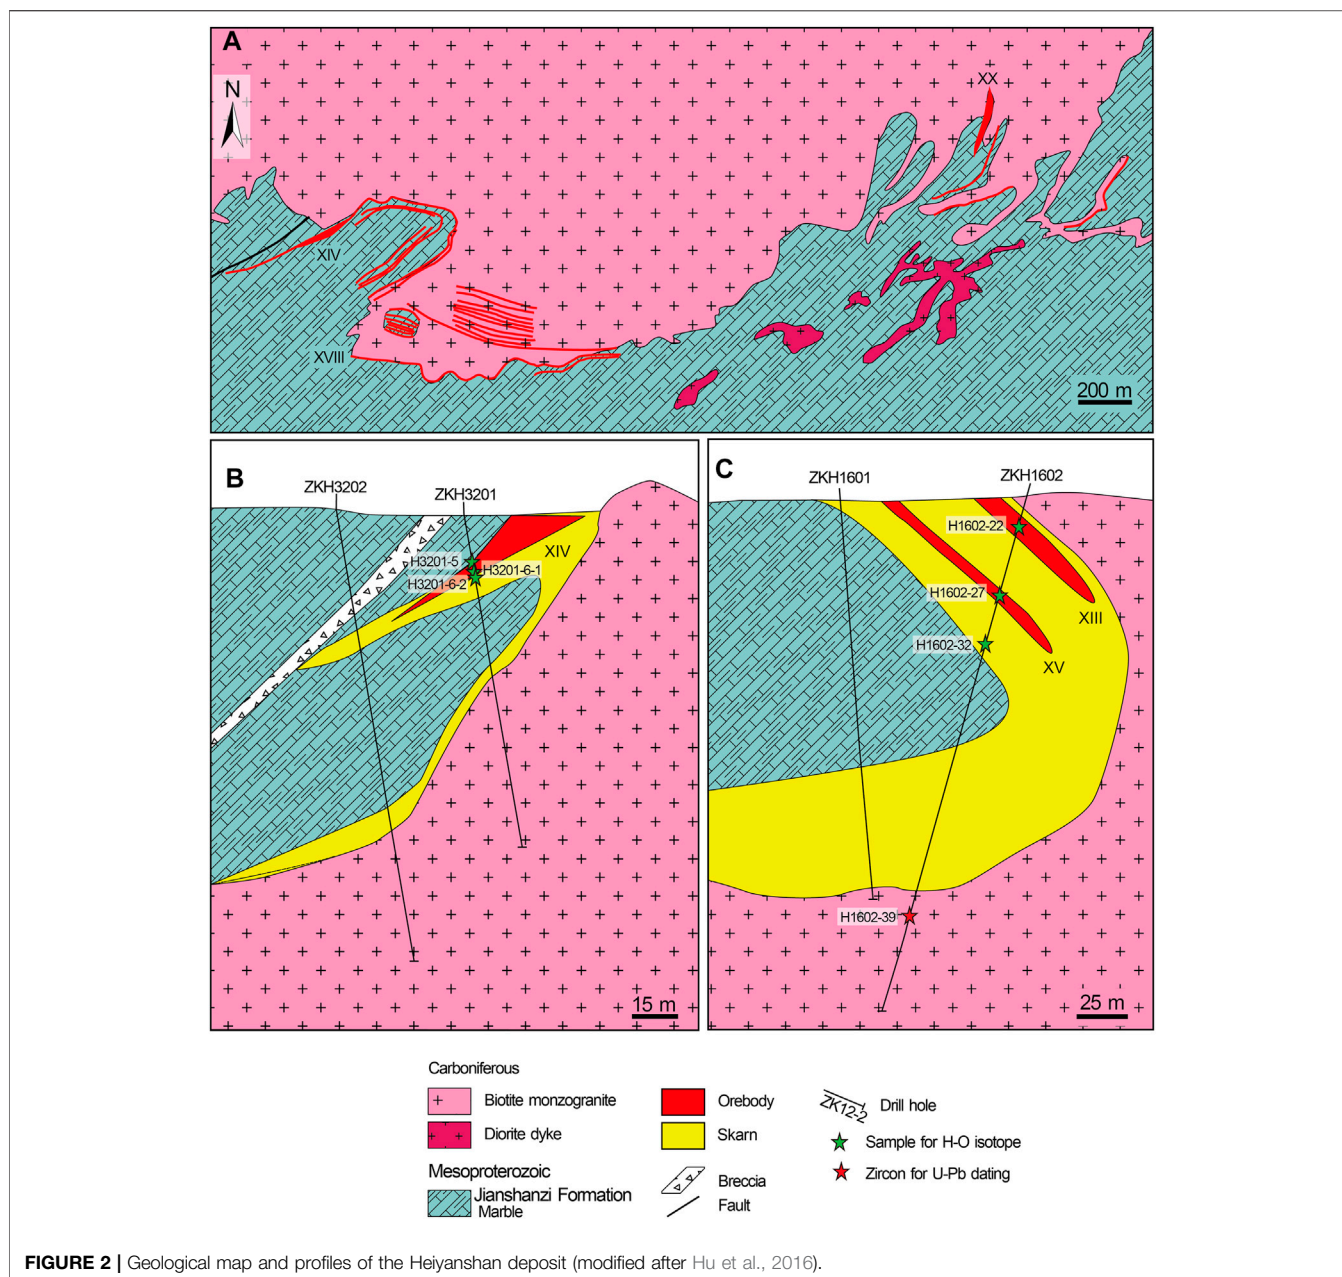 A
N
XX
XIV
XVIII
200 m
B
ZKH3202
ZKH3201
H3201-5
XIV
H3201-6-1
H3201-6-2
15 m
C
ZKH1601
ZKH1602
H1602-22
H1602-27
XIII
H1602-32
XV
H1602-39
25 m
Carboniferous
Biotite monzogranite
Diorite dyke
Mesoproterozoic
Jianshanzi Formation
Marble
Orebody
Skarn
Breccia
Fault
ZK12-2
Drill hole
Sample for H-O isotope
Zircon for U-Pb dating
FIGURE 2 | Geological map and profiles of the Heiyanshan deposit (modified after Hu et al., 2016).